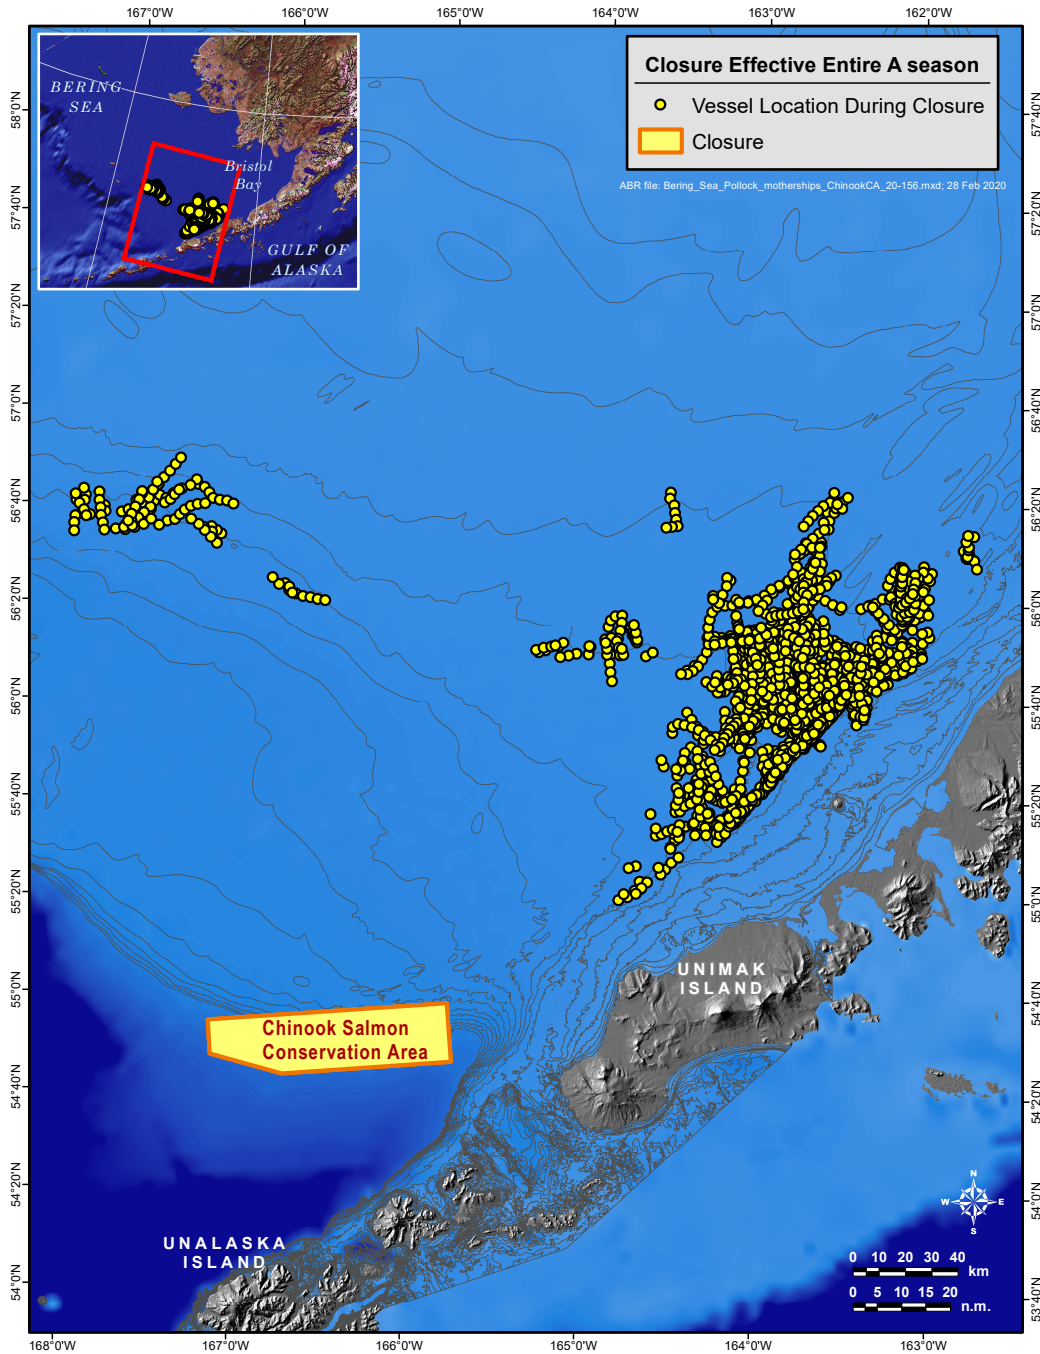 167°0'W
166°0'W
165°0'W
164°0'W
163°0'W
162°0'W
BERING
SEA
Bristol
Bay
GULF OF
ALASKA
Closure Effective Entire A season
Vessel Location During Closure
Closure
ABR file: Bering_Sea_Pollock_motherships_ChinookCA_20-156.mxd; 28 Feb 2020
58°0'N
57°40'N
57°20'N
57°0'N
56°40'N
56°20'N
56°0'N
55°40'N
55°20'N
55°0'N
54°40'N
54°20'N
54°0'N
57°40'N
57°20'N
57°0'N
56°40'N
56°20'N
56°0'N
55°40'N
55°20'N
55°0'N
54°40'N
54°20'N
54°0'N
53°40'N
UNIMAK
ISLAND
Chinook Salmon
Conservation Area
UNALASKA
ISLAND
N
W E
S
0 10 20 30 40
km
0 5 10 15 20
n.m.
168°0'W
167°0'W
166°0'W
165°0'W
164°0'W
163°0'W